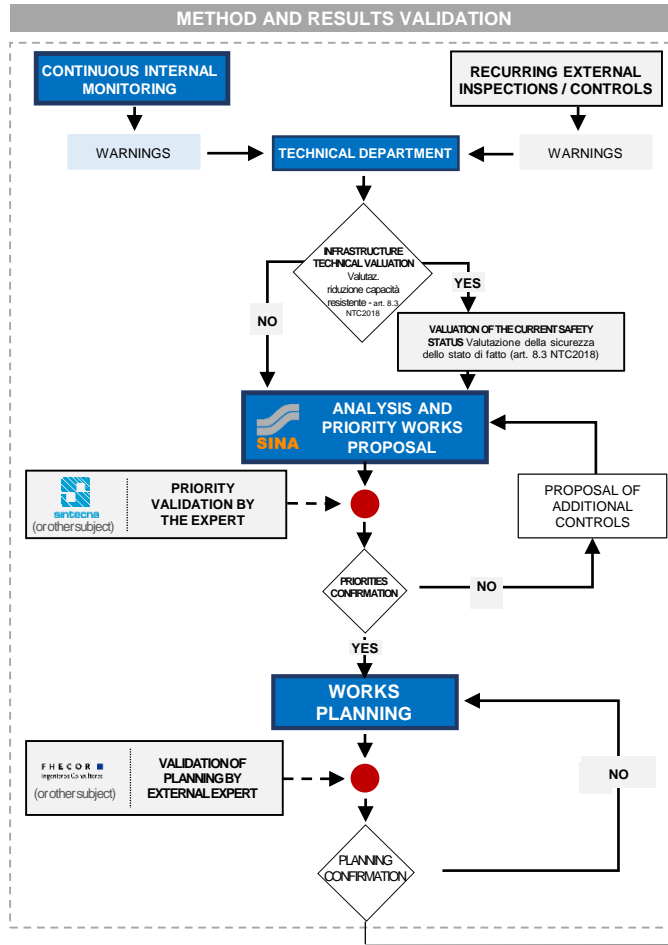 METHOD AND RESULTS VALIDATION
CONTINUOUS INTERNAL
MONITORING
RECURRING EXTERNAL
INSPECTIONS / CONTROLS
WARNINGS
TECHNICAL DEPARTMENT
WARNINGS
INFRASTRUCTURE
TECHNICAL VALUATION
Valutaz.
riduzione capacità
resistente - art. 8.3
NTC2018
YES
NO
VALUATION OF THE CURRENT SAFETY
STATUS Valutazione della sicurezza
dello stato di fatto (art. 8.3 NTC2018)
SINA
ANALYSIS AND
PRIORITY WORKS
PROPOSAL
sintecna
(or other subject)
PRIORITY
VALIDATION BY
THE EXPERT
PROPOSAL OF
ADDITIONAL
CONTROLS
PRIORITIES
CONFIRMATION
NO
YES
WORKS
PLANNING
FHECOR
Ingenieros Consultores
(or other subject)
VALIDATION OF
PLANNING BY
EXTERNAL EXPERT
NO
PLANNING
CONFIRMATION